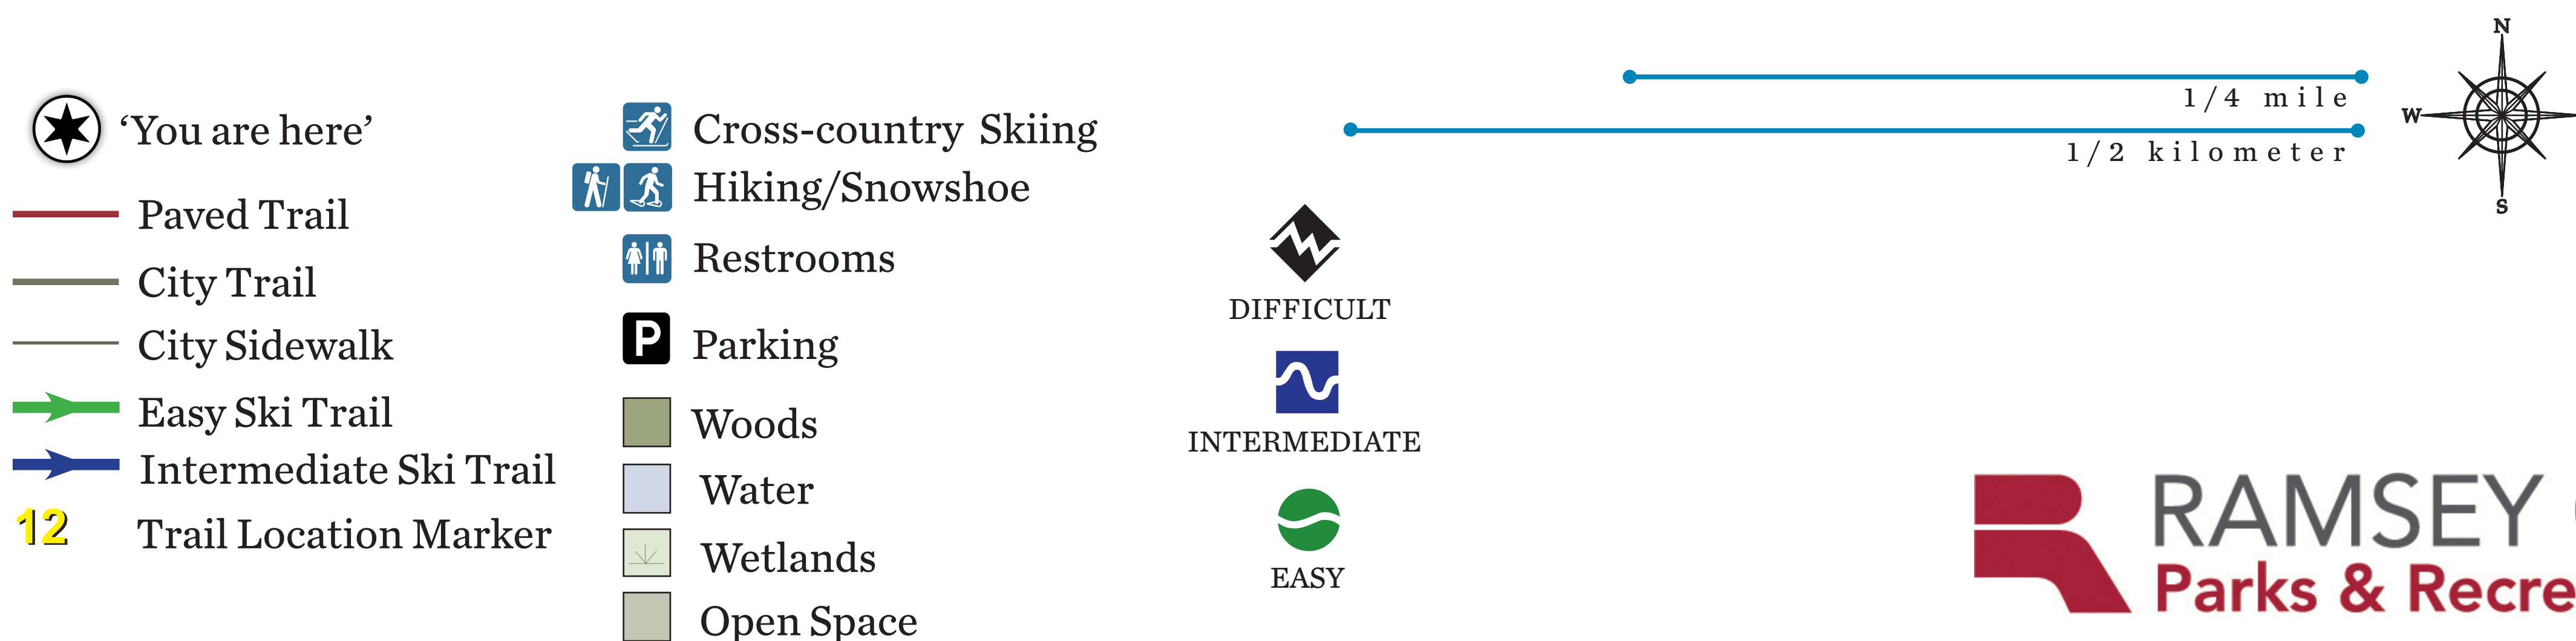 ‘You are here’
Paved Trail
City Trail
City Sidewalk
Easy Ski Trail
Intermediate Ski Trail
12 Trail Location Marker
Cross-country Skiing
Hiking/Snowshoe
Restrooms
P Parking
Woods
Water
Wetlands
Open Space
DIFFICULT
INTERMEDIATE
EASY
1/4 mile
1/2 kilometer
N
W
S
RAMSEY
Parks & Recre